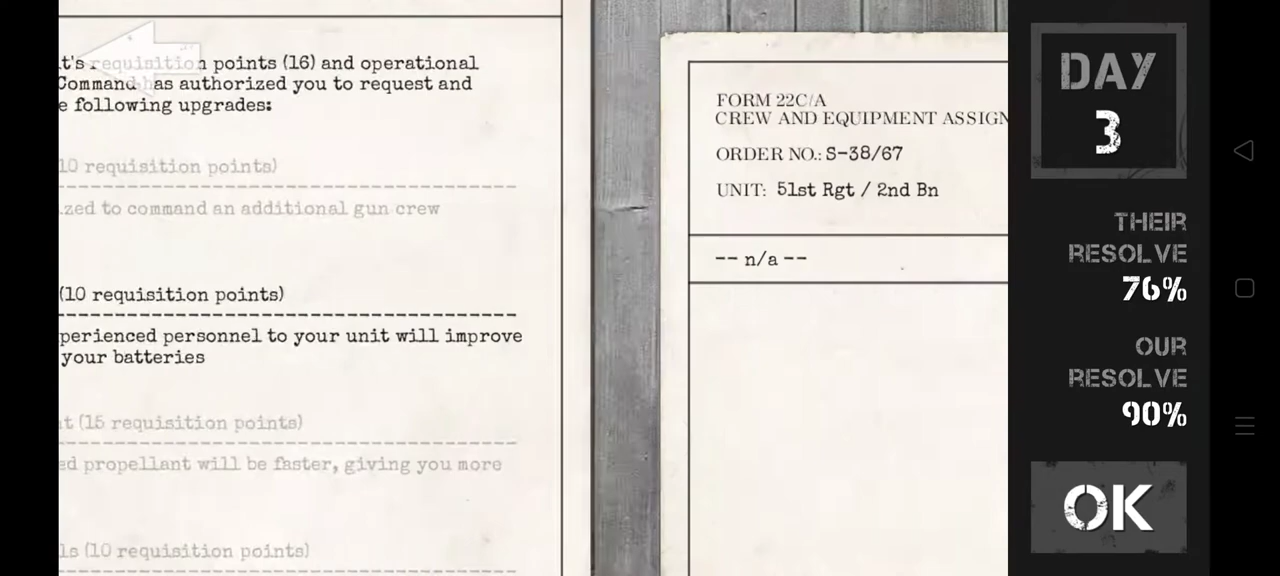 t's requisition points (16) and operational
Command has authorized you to request and
e following upgrades:
10 requisition points)
zed to command an additional gun crew
(10 requisition points)
perienced personnel to your unit will improve
your batteries
t (15 requisition points)
ed propellant will be faster, giving you more
ls (10 requisition points)
FORM 22C/A
CREW AND EQUIPMENT ASSIGN
ORDER NO.: S-38/67
UNIT: 51st Rgt / 2nd Bn
-- n/a --
DAY
3
THEIR
RESOLVE
76%
OUR
RESOLVE
90%
OK